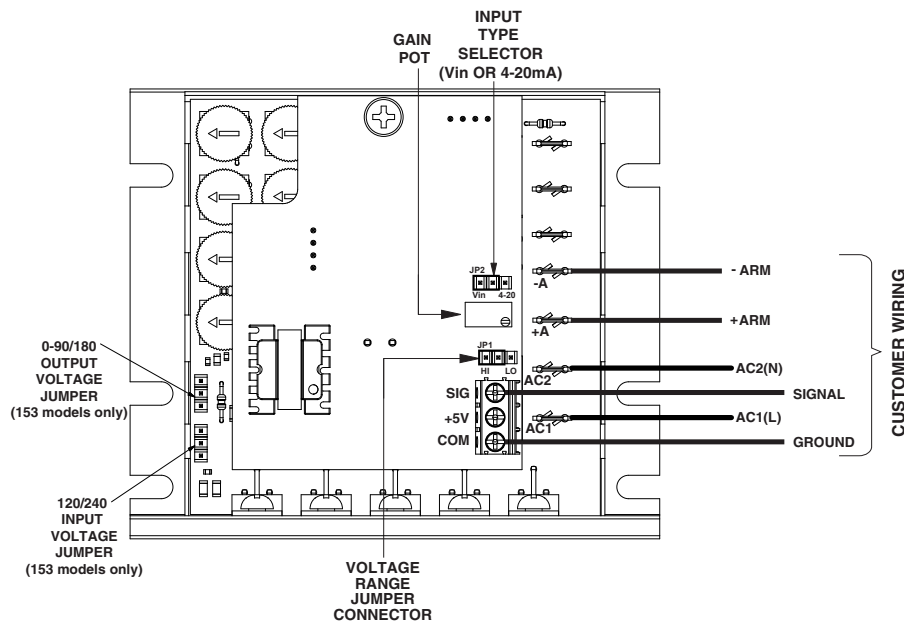 INPUT
TYPE
SELECTOR
(Vin OR 4-20mA)
GAIN
POT
JP2
Vin 4-20
-A
- ARM
+A
+ARM
JP1
HI LO
AC2
AC2(N)
SIG
SIGNAL
+5V
AC1
AC1(L)
COM
GROUND
CUSTOMER WIRING
0-90/180
OUTPUT
VOLTAGE
JUMPER
(153 models only)
120/240
INPUT
VOLTAGE
JUMPER
(153 models only)
VOLTAGE
RANGE
JUMPER
CONNECTOR